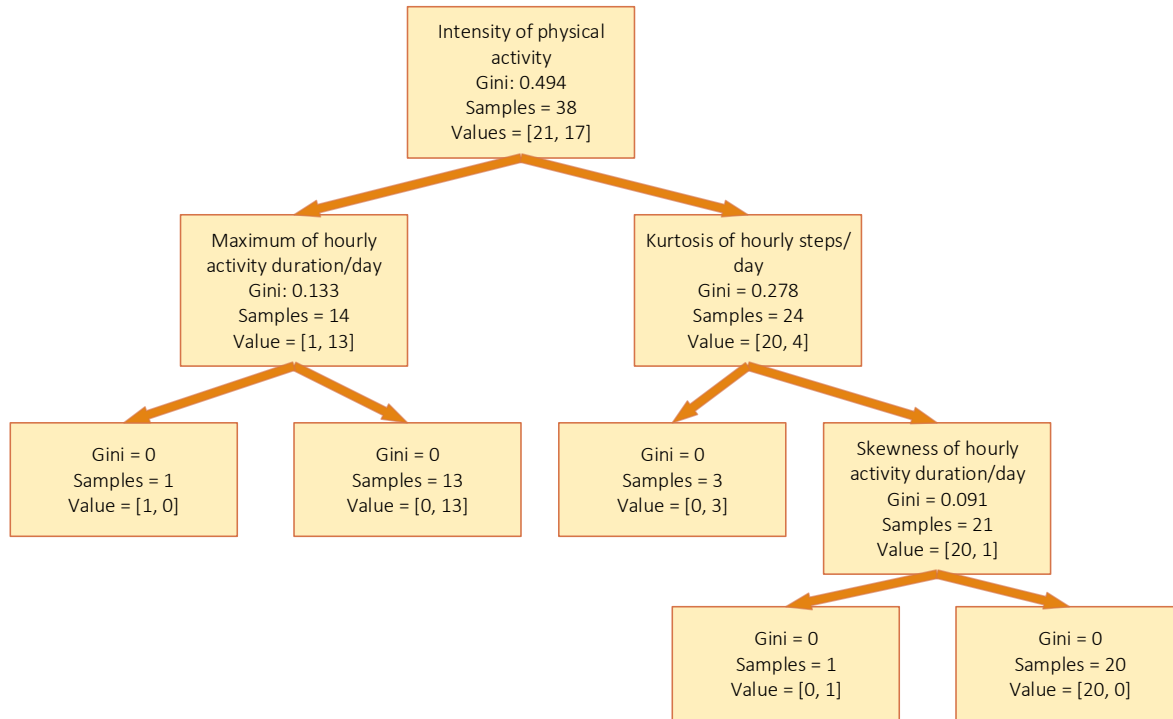 Intensity of physical
activity
Gini: 0.494
Samples = 38
Values = [21, 17]
Maximum of hourly
activity duration/day
Gini: 0.133
Samples = 14
Value = [1, 13]
Kurtosis of hourly steps/
day
Gini = 0.278
Samples = 24
Value = [20, 4]
Gini = 0
Samples = 1
Value = [1, 0]
Gini = 0
Samples = 13
Value = [0, 13]
Gini = 0
Samples = 3
Value = [0, 3]
Skewness of hourly
activity duration/day
Gini = 0.091
Samples = 21
Value = [20, 1]
Gini = 0
Samples = 1
Value = [0, 1]
Gini = 0
Samples = 20
Value = [20, 0]